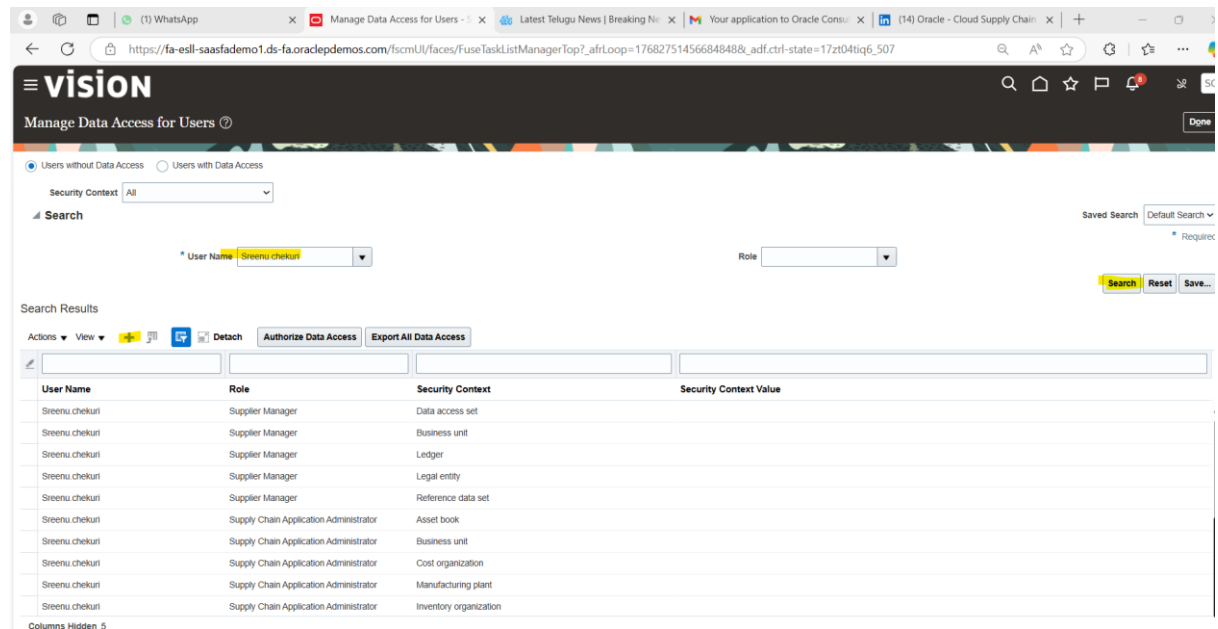 (1) WhatsApp
Manage Data Access for Users - S
Latest Telugu News | Breaking Ne
Your application to Oracle Consul
(14) Oracle - Cloud Supply Chain
https://fa-esll-saasfademo1.ds-fa.oraclepdemos.com/fscmUI/faces/FuseTaskListManagerTop?_afrLoop=17682751456684848&_adf.ctrl-state=17zt04tiq6_507
vision
8
SC
Manage Data Access for Users
Done
Users without Data Access Users with Data Access
Security Context All
Search
Saved Search Default Search
* Required
* User Name Sreenu.chekuri
Role
Search Reset Save...
Search Results
Actions View Detach Authorize Data Access Export All Data Access
User Name Role Security Context Security Context Value
Sreenu.chekuri Supplier Manager Data access set
Sreenu.chekuri Supplier Manager Business unit
Sreenu.chekuri Supplier Manager Ledger
Sreenu.chekuri Supplier Manager Legal entity
Sreenu.chekuri Supplier Manager Reference data set
Sreenu.chekuri Supply Chain Application Administrator Asset book
Sreenu.chekuri Supply Chain Application Administrator Business unit
Sreenu.chekuri Supply Chain Application Administrator Cost organization
Sreenu.chekuri Supply Chain Application Administrator Manufacturing plant
Sreenu.chekuri Supply Chain Application Administrator Inventory organization
Columns Hidden 5